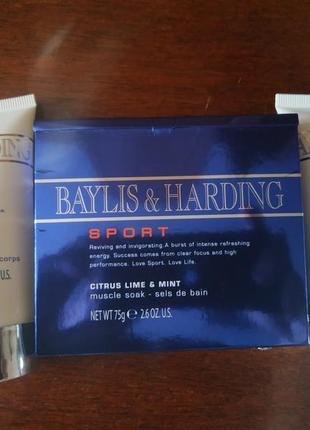 BAYLIS & HARDING
SPORT
Reviving and invigorating. A burst of intense refreshing
energy. Success comes from clear focus and high
performance. Love Sport. Love Life.
CITRUS LIME & MINT
muscle soak - sels de bain
NET WT 75g ℮ 2.6 OZ. U.S.
DING
corps
U.S.